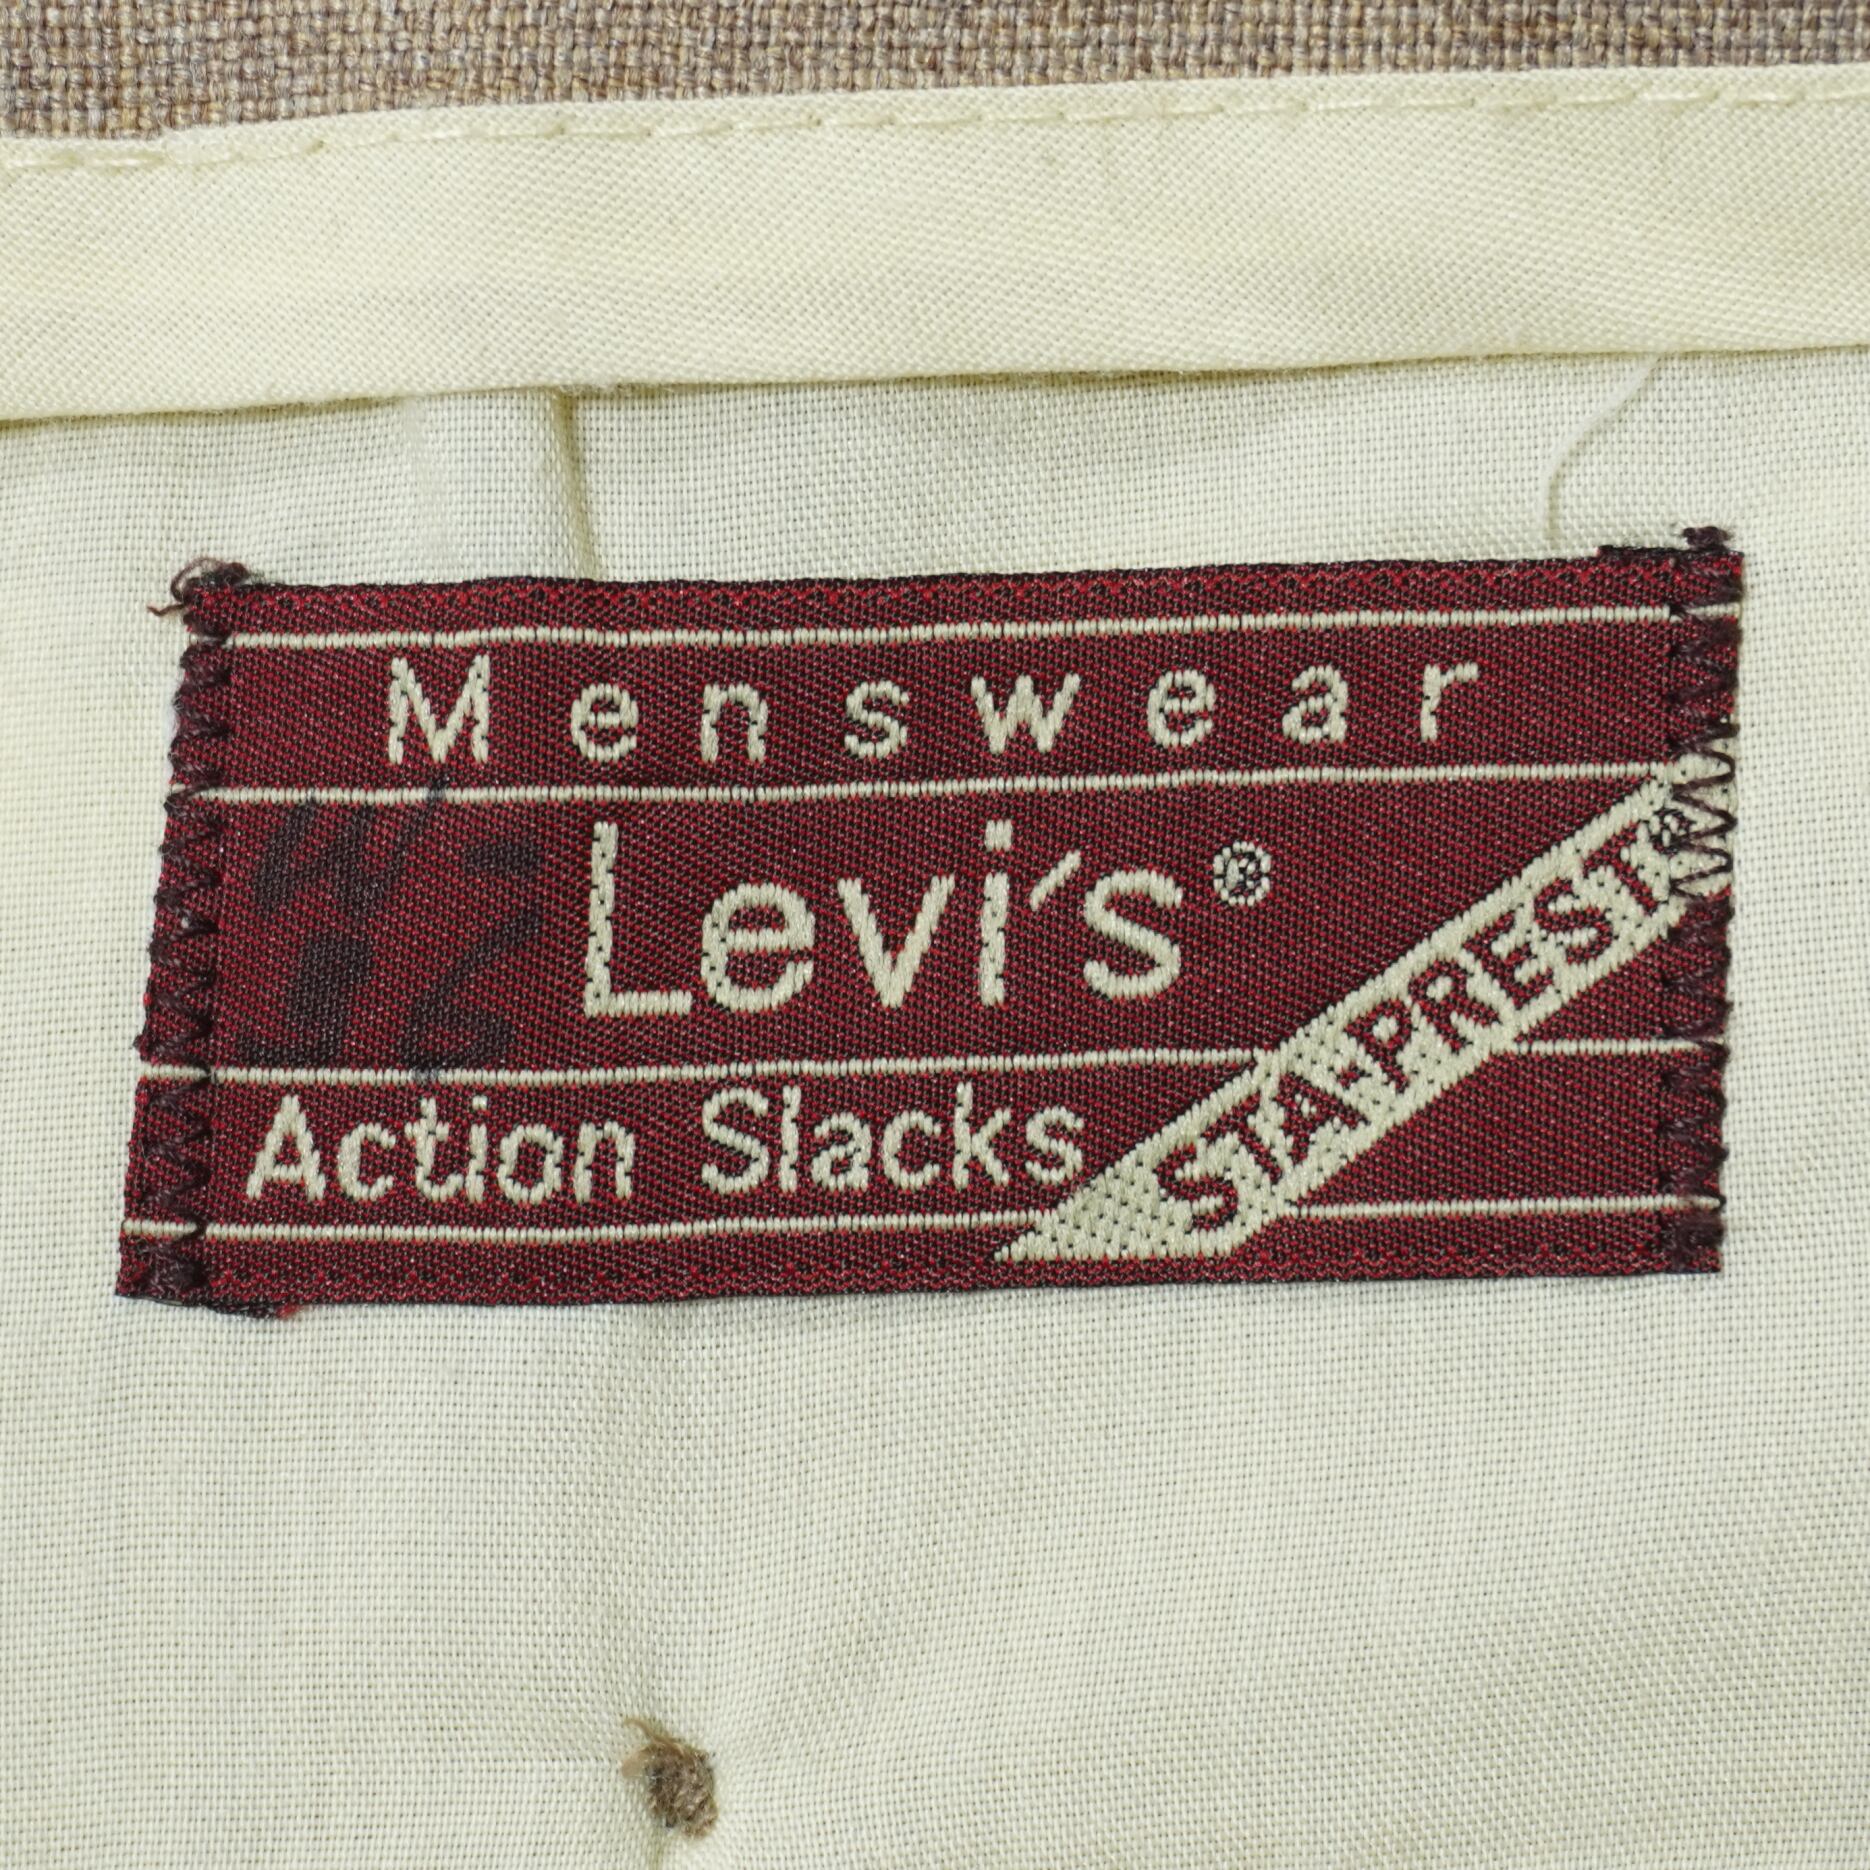 Menswear
Levi's®
STA-PREST®
Action Slacks